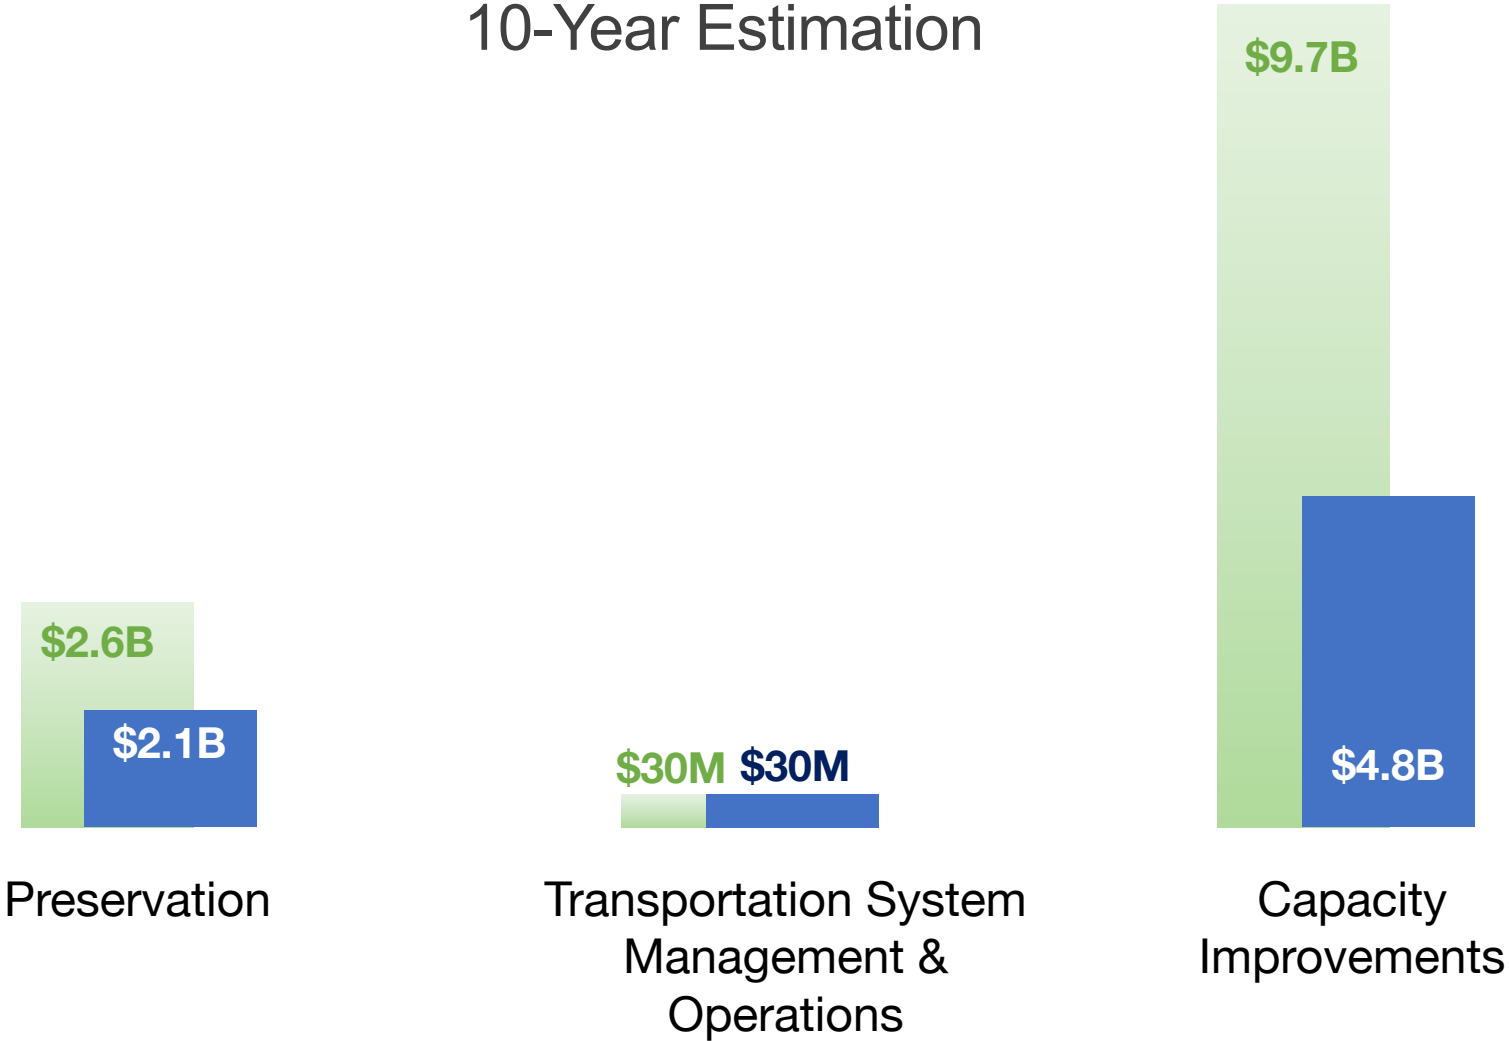 10-Year Estimation
$9.7B
$2.6B
$2.1B
$30M $30M
$4.8B
Preservation
Transportation System
Management &
Operations
Capacity
Improvements